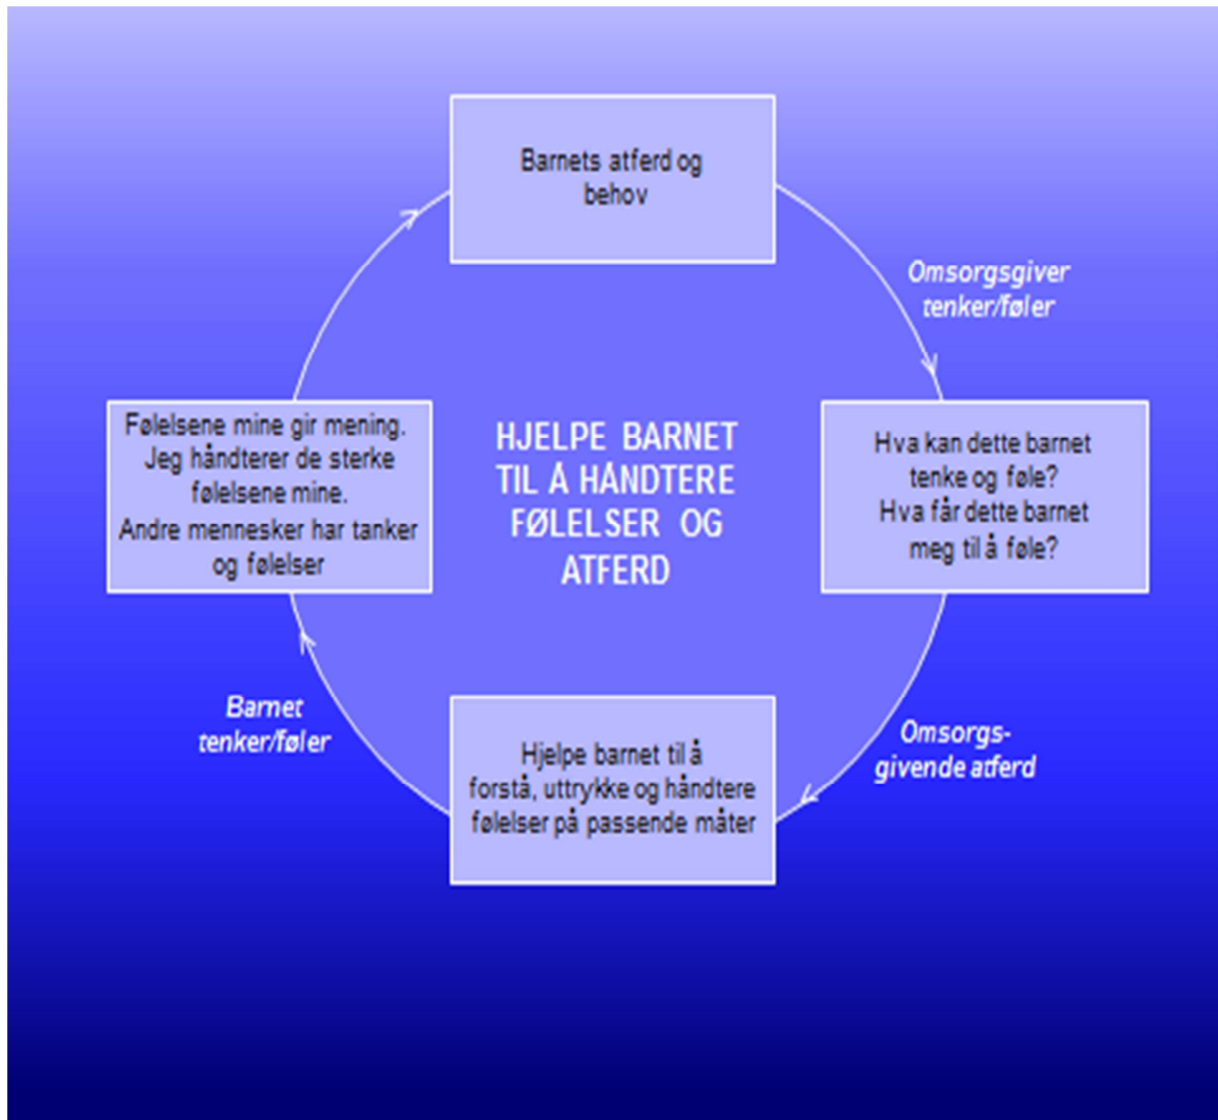 Barnets atferd og
behov
Omsorgsgiver
tenker/føler
Hva kan dette barnet
tenke og føle?
Hva får dette barnet
meg til å føle?
Omsorgs-
givende atferd
Hjelpe barnet til å
forstå, uttrykke og håndtere
følelser på passende måter
Barnet
tenker/føler
Følelsene mine gir mening.
Jeg håndterer de sterke
følelsene mine.
Andre mennesker har tanker
og følelser
HJELPE BARNET
TIL Å HÅNDTERE
FØLELSER OG
ATFERD